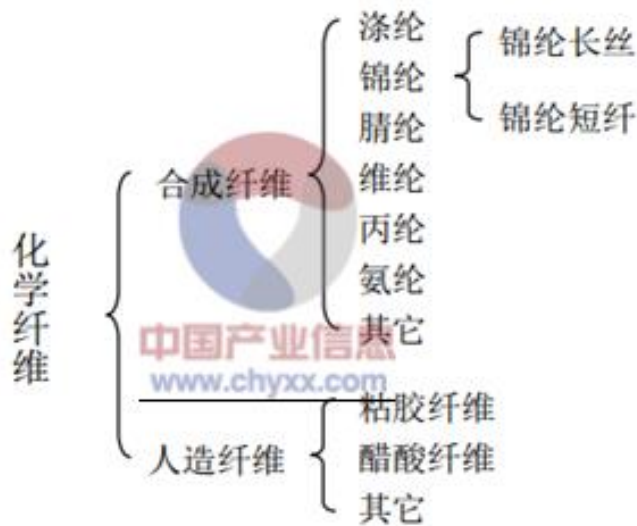 涤纶
锦纶
锦纶长丝
锦纶短纤
腈纶
合成纤维
维纶
丙纶
氨纶
其它
化学纤维
中国产业信息
www.chyxx.com
粘胶纤维
人造纤维
醋酸纤维
其它